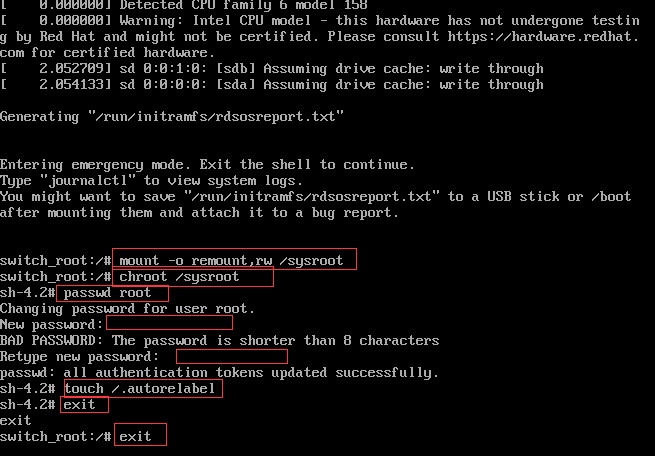 [    0.000000] Detected CPU family 6 model 158
[    0.000000] Warning: Intel CPU model - this hardware has not undergone testin
g by Red Hat and might not be certified. Please consult https://hardware.redhat.
com for certified hardware.
[    2.052709] sd 0:0:1:0: [sdb] Assuming drive cache: write through
[    2.054133] sd 0:0:0:0: [sda] Assuming drive cache: write through
Generating "/run/initramfs/rdsosreport.txt"
Entering emergency mode. Exit the shell to continue.
Type "journalctl" to view system logs.
You might want to save "/run/initramfs/rdsosreport.txt" to a USB stick or /boot
after mounting them and attach it to a bug report.
switch_root:/# mount -o remount,rw /sysroot
switch_root:/# chroot /sysroot
sh-4.2# passwd root
Changing password for user root.
New password:
BAD PASSWORD: The password is shorter than 8 characters
Retype new password:
passwd: all authentication tokens updated successfully.
sh-4.2# touch /.autorelabel
sh-4.2# exit
exit
switch_root:/# exit